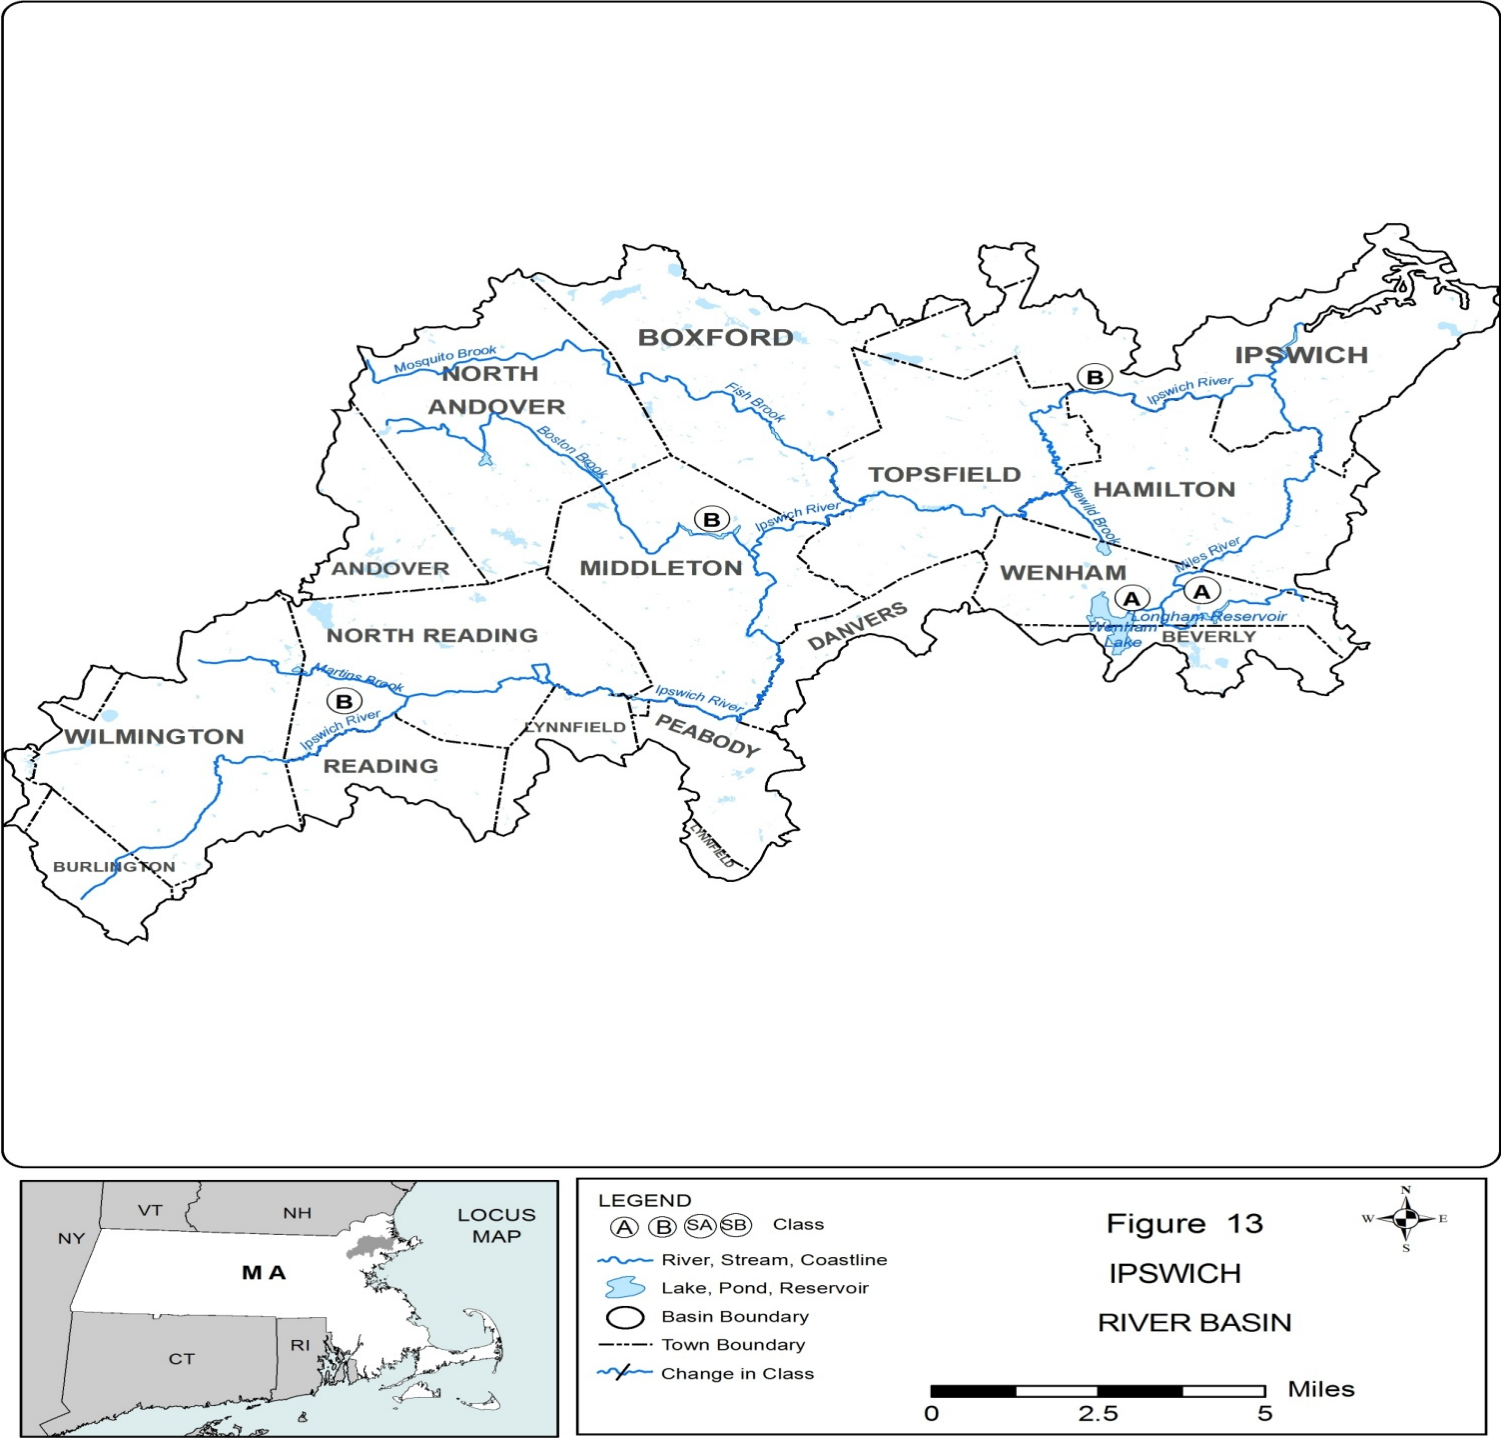 BOXFORD
IPSWICH
Mosquito Brook
NORTH
ANDOVER
Fish Brook
B
Ipswich River
Boston Brook
TOPSFIELD
HAMILTON
Idlewild Brook
B
Ipswich River
ANDOVER
MIDDLETON
WENHAM
Miles River
A
A
Longham Reservoir
Wenham
Lake
BEVERLY
DANVERS
NORTH READING
Martins Brook
B
Ipswich River
Ipswich River
LYNNFIELD
PEABODY
WILMINGTON
READING
LYNNFIELD
BURLINGTON
NY
VT
NH
LOCUS
MAP
MA
CT
RI
LEGEND
A B SA SB Class
River, Stream, Coastline
Lake, Pond, Reservoir
Basin Boundary
Town Boundary
Change in Class
Figure 13
IPSWICH
RIVER BASIN
N
W E
S
Miles
0 2.5 5